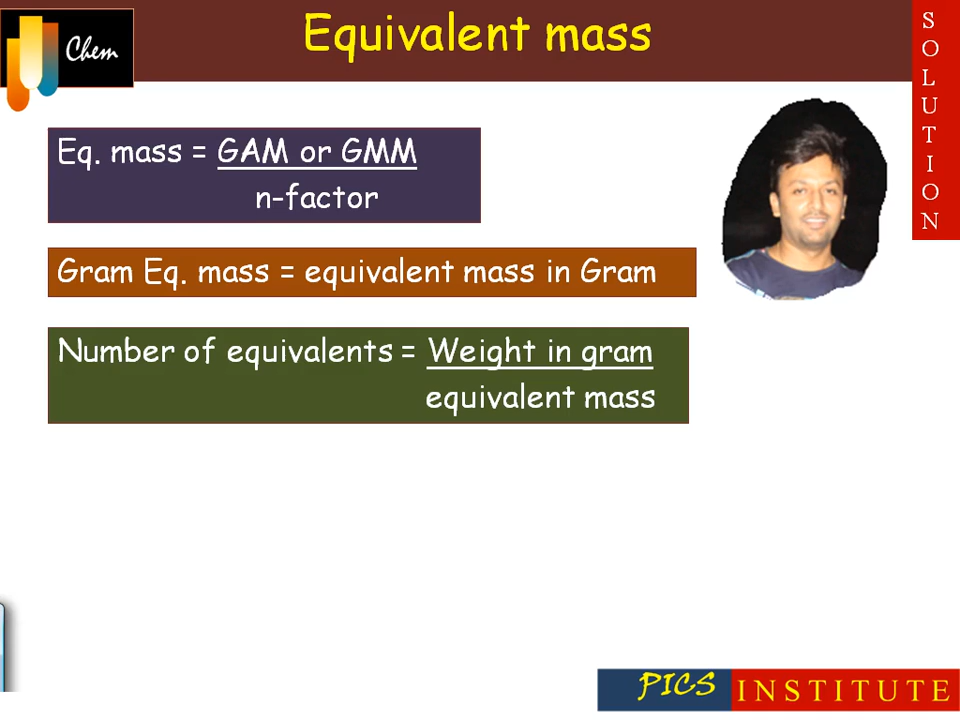 Equivalent mass
Chem
SOLUTION
Eq. mass = GAM or GMM
n-factor
Gram Eq. mass = equivalent mass in Gram
Number of equivalents = Weight in gram
equivalent mass
PICS INSTITUTE